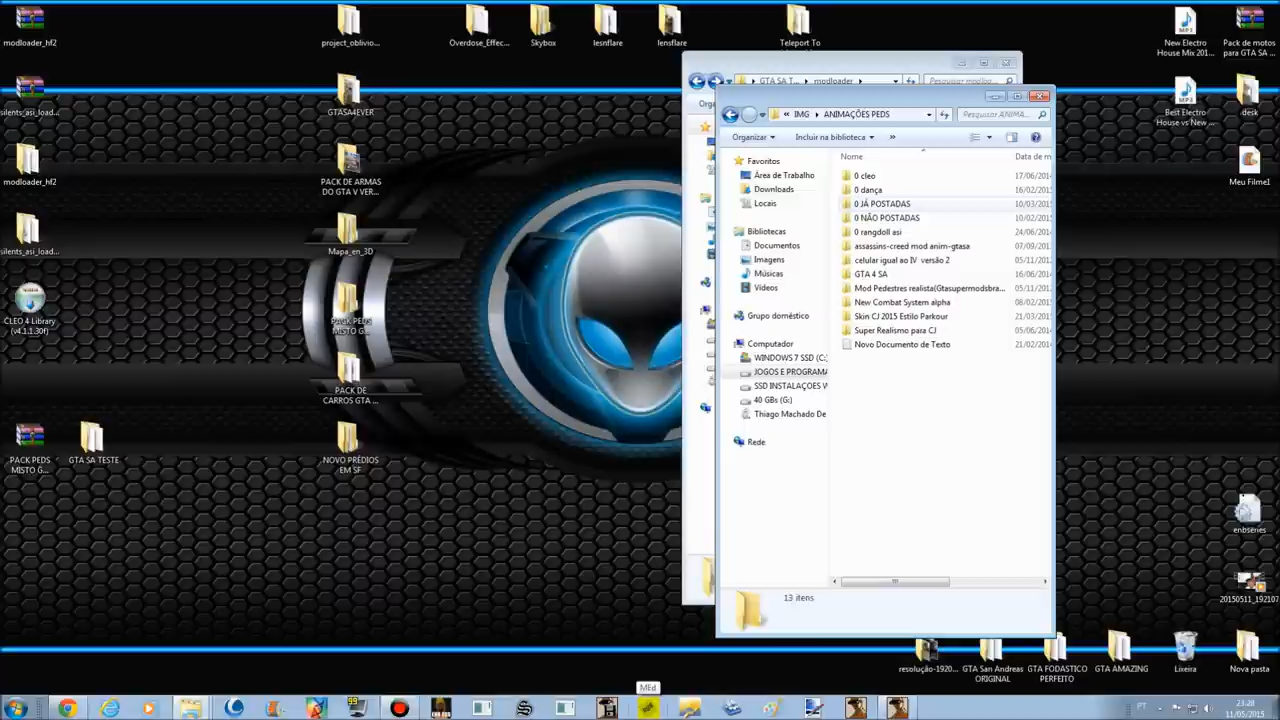 modloader_hf2
project_oblivio...
Overdose_Effec...
Skybox
lesnflare
lensflare
Teleport To
New Electro
House Mix 201...
Pack de motos
para GTA SA ...
silents_asi_load...
GTASA4EVER
Best Electro
House vs New ...
desk
modloader_hf2
PACK DE ARMAS
DO GTA V VER...
Meu Filme1
silents_asi_load...
Mapa_en_3D
CLEO 4 Library
(v4.1.1.30f)
PACK PEDS
MISTO G...
PACK DE
CARROS GTA ...
PACK PEDS
MISTO G...
GTA SA TESTE
NOVO PRÉDIOS
EM SF
enbseries
20150511_192107
resolução-1920...
GTA San Andreas
ORIGINAL
GTA FODASTICO
PERFEITO
GTA AMAZING
Lixeira
Nova pasta
GTA SA T... modloader
Pesquisar modloa...
Orga
« IMG ANIMAÇÕES PEDS
Pesquisar ANIMA...
Organizar
Incluir na biblioteca
»
Favoritos
Área de Trabalho
Downloads
Locais
Bibliotecas
Documentos
Imagens
Músicas
Vídeos
Grupo doméstico
Computador
WINDOWS 7 SSD (C:)
JOGOS E PROGRAMA
SSD INSTALAÇOES W
40 GBs (G:)
Thiago Machado De
Rede
Nome Data de m
0 cleo 17/06/201
0 dança 16/02/201
0 JÁ POSTADAS 10/03/201
0 NÃO POSTADAS 10/02/201
0 rangdoll asi 24/06/201
assassins-creed mod anim-gtasa 07/09/201
celular igual ao IV versão 2 05/11/201
GTA 4 SA 16/06/201
Mod Pedestres realista(Gtasupermodsbra... 05/11/201
New Combat System alpha 08/02/201
Skin CJ 2015 Estilo Parkour 21/03/201
Super Realismo para CJ 05/06/201
Novo Documento de Texto 21/02/201
13 itens
MEd
99
PT
23:28
11/05/2015